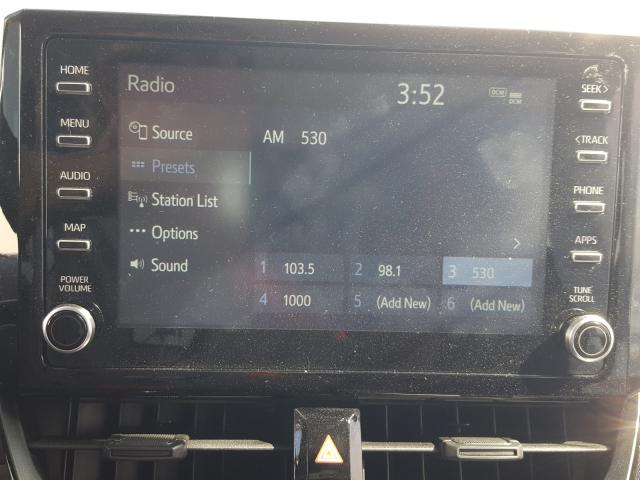 HOME
MENU
AUDIO
MAP
POWER
VOLUME
Radio
3:52
DCM
DCM
Source
AM 530
Presets
Station List
Options
Sound
1 103.5
2 98.1
3 530
4 1000
5 (Add New)
6 (Add New)
SEEK >
< TRACK
PHONE
APPS
TUNE
SCROLL